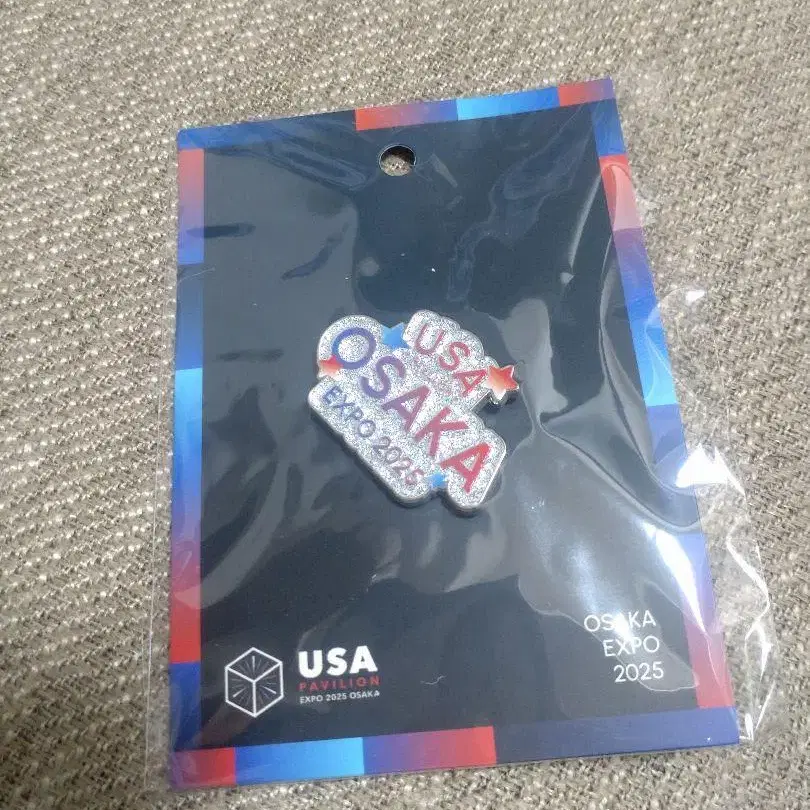 USA
OSAKA
EXPO 2025
USA
PAVILION
EXPO 2025 OSAKA
OSAKA
EXPO
2025